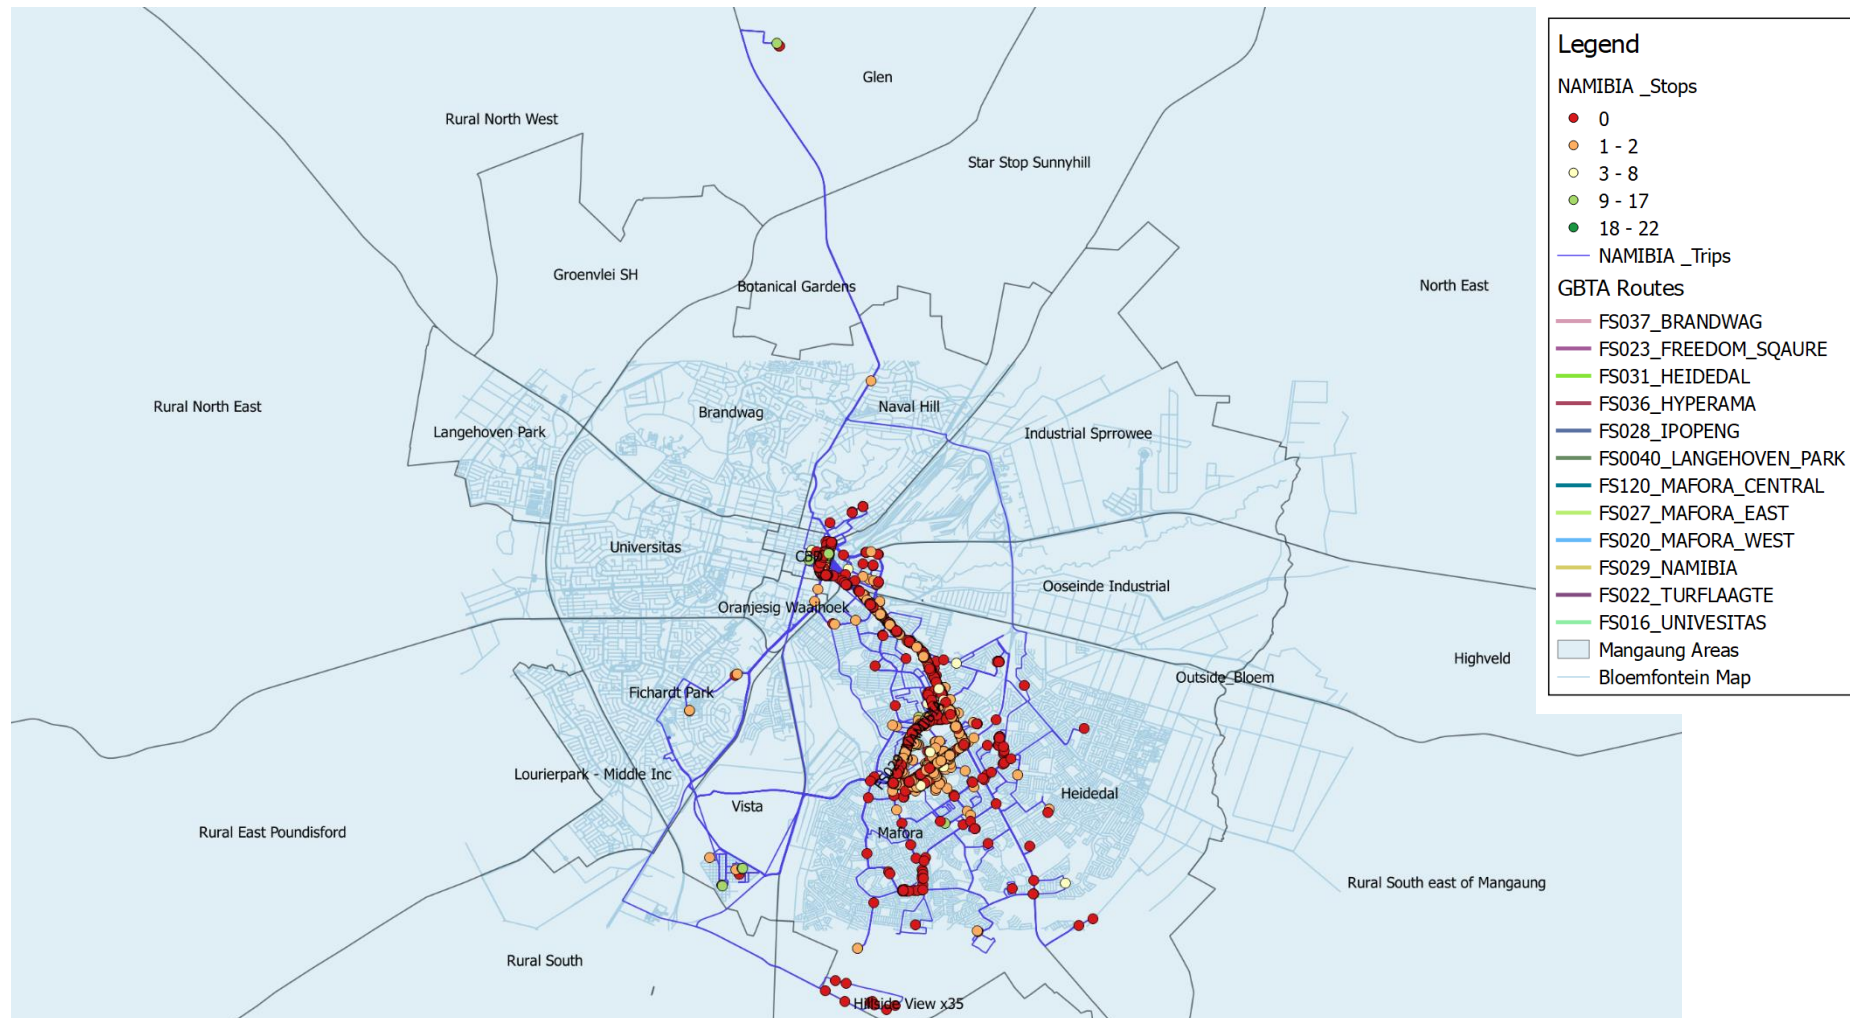 Glen
Rural North West
Star Stop Sunnyhill
Groenvlei SH
Botanical Gardens
North East
Rural North East
Brandwag
Naval Hill
Langehoven Park
Industrial Sprrowee
Universitas
Ooseinde Industrial
Oranjesig Waaihoek
Highveld
Outside_Bloem
Fichardt Park
Lourierpark - Middle Inc
Vista
Heidedal
Rural East Poundisford
Mafora
Rural South east of Mangaung
Rural South
Hillside View x35
Legend
NAMIBIA _Stops
0
1 - 2
3 - 8
9 - 17
18 - 22
NAMIBIA _Trips
GBTA Routes
FS037_BRANDWAG
FS023_FREEDOM_SQAURE
FS031_HEIDEDAL
FS036_HYPERAMA
FS028_IPOPENG
FS0040_LANGEHOVEN_PARK
FS120_MAFORA_CENTRAL
FS027_MAFORA_EAST
FS020_MAFORA_WEST
FS029_NAMIBIA
FS022_TURFLAAGTE
FS016_UNIVESITAS
Mangaung Areas
Bloemfontein Map